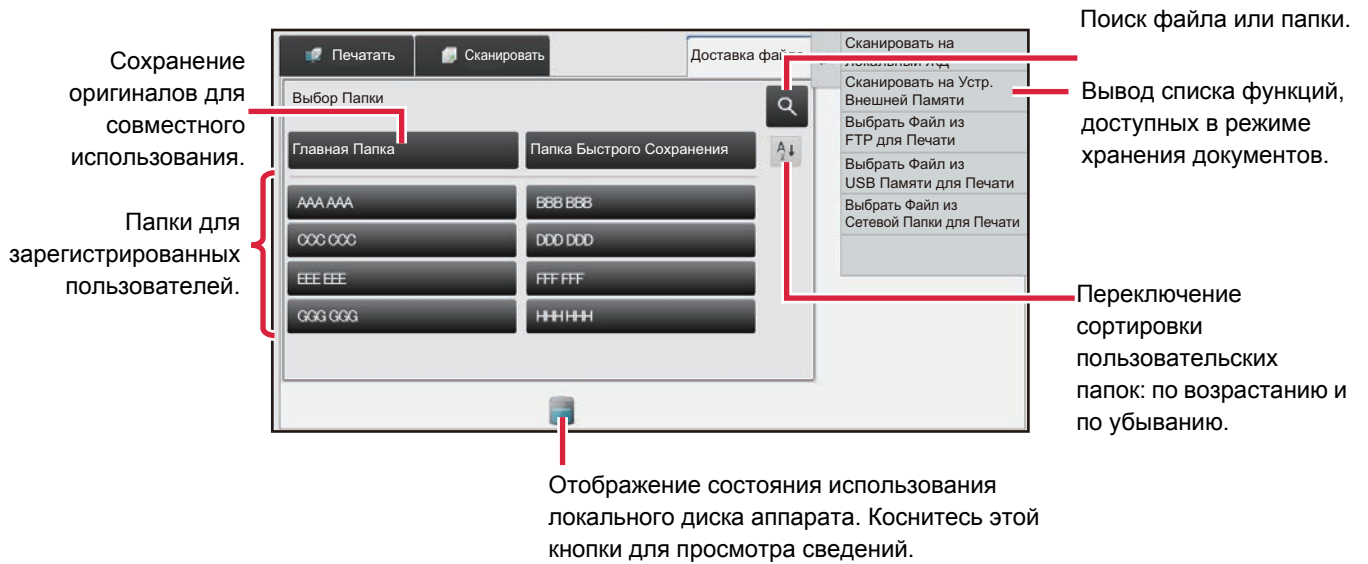 Поиск файла или папки.
Сохранение
оригиналов для
совместного
использования.
Папки для
зарегистрированных
пользователей.
Печатать
Сканировать
Доставка файла
Выбор Папки
Главная Папка
Папка Быстрого Сохранения
AAA AAA
BBB BBB
CCC CCC
DDD DDD
EEE EEE
FFF FFF
GGG GGG
HHH HHH
Сканировать на
Локальный ЖД
Сканировать на Устр.
Внешней Памяти
Выбрать Файл из
FTP для Печати
Выбрать Файл из
USB Памяти для Печати
Выбрать Файл из
Сетевой Папки для Печати
Вывод списка функций,
доступных в режиме
хранения документов.
Переключение
сортировки
пользовательских
папок: по возрастанию и
по убыванию.
Отображение состояния использования
локального диска аппарата. Коснитесь этой
кнопки для просмотра сведений.